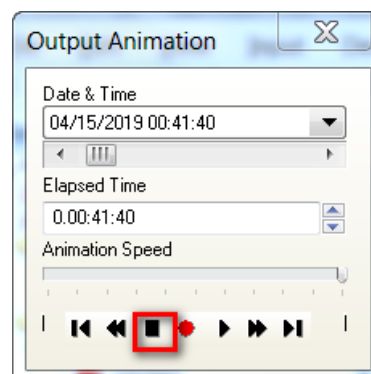 Output Animation
Date & Time
04/15/2019 00:41:40
Elapsed Time
0.00:41:40
Animation Speed